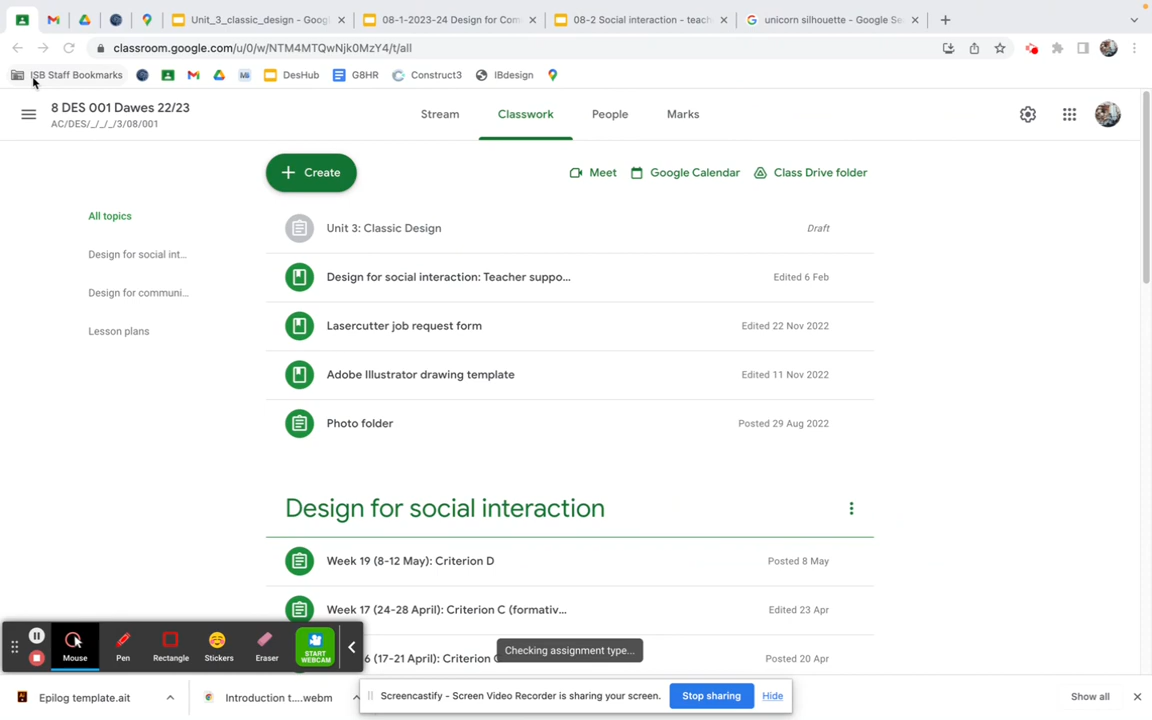 Unit_3_classic_design - Googl
08-1-2023-24 Design for Com
08-2 Social interaction - teach
unicorn silhouette - Google Se
classroom.google.com/u/0/w/NTM4MTQwNjk0MzY4/t/all
ISB Staff Bookmarks
DesHub
G8HR
Construct3
IBdesign
8 DES 001 Dawes 22/23
AC/DES/_/_/_/3/08/001
Stream
Classwork
People
Marks
Create
Meet
Google Calendar
Class Drive folder
All topics
Design for social int...
Design for communi...
Lesson plans
Unit 3: Classic Design
Draft
Design for social interaction: Teacher suppo...
Edited 6 Feb
Lasercutter job request form
Edited 22 Nov 2022
Adobe Illustrator drawing template
Edited 11 Nov 2022
Photo folder
Posted 29 Aug 2022
Design for social interaction
Week 19 (8-12 May): Criterion D
Posted 8 May
Week 17 (24-28 April): Criterion C (formativ...
Edited 23 Apr
6 (17-21 April): Criterion
Posted 20 Apr
Mouse
Pen
Rectangle
Stickers
Eraser
START
WEBCAM
Checking assignment type...
Epilog template.ait
Introduction t....webm
Screencastify - Screen Video Recorder is sharing your screen.
Stop sharing
Hide
Show all